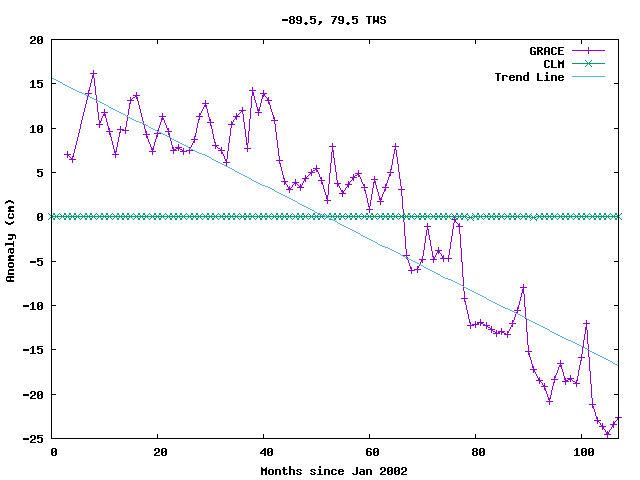 -89.5, 79.5 TWS
GRACE
CLM
Trend Line
20
15
10
5
0
-5
-10
-15
-20
-25
Anomaly (cm)
0 20 40 60 80 100
Months since Jan 2002